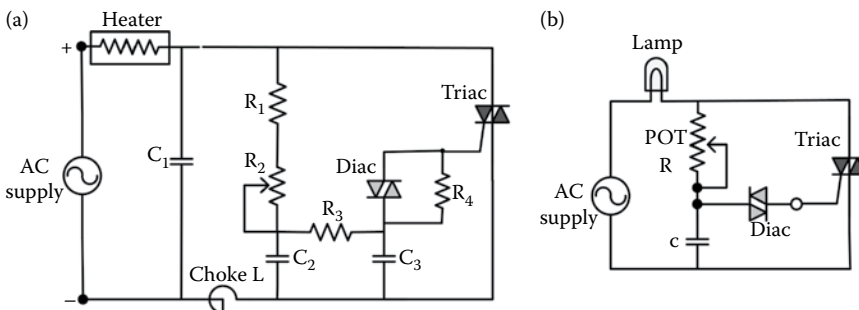 (a)
Heater
+
AC
supply
−
C1
R1
R2
R3
C2
Choke L
Diac
R4
C3
Triac
(b)
Lamp
AC
supply
POT
R
c
Diac
Triac